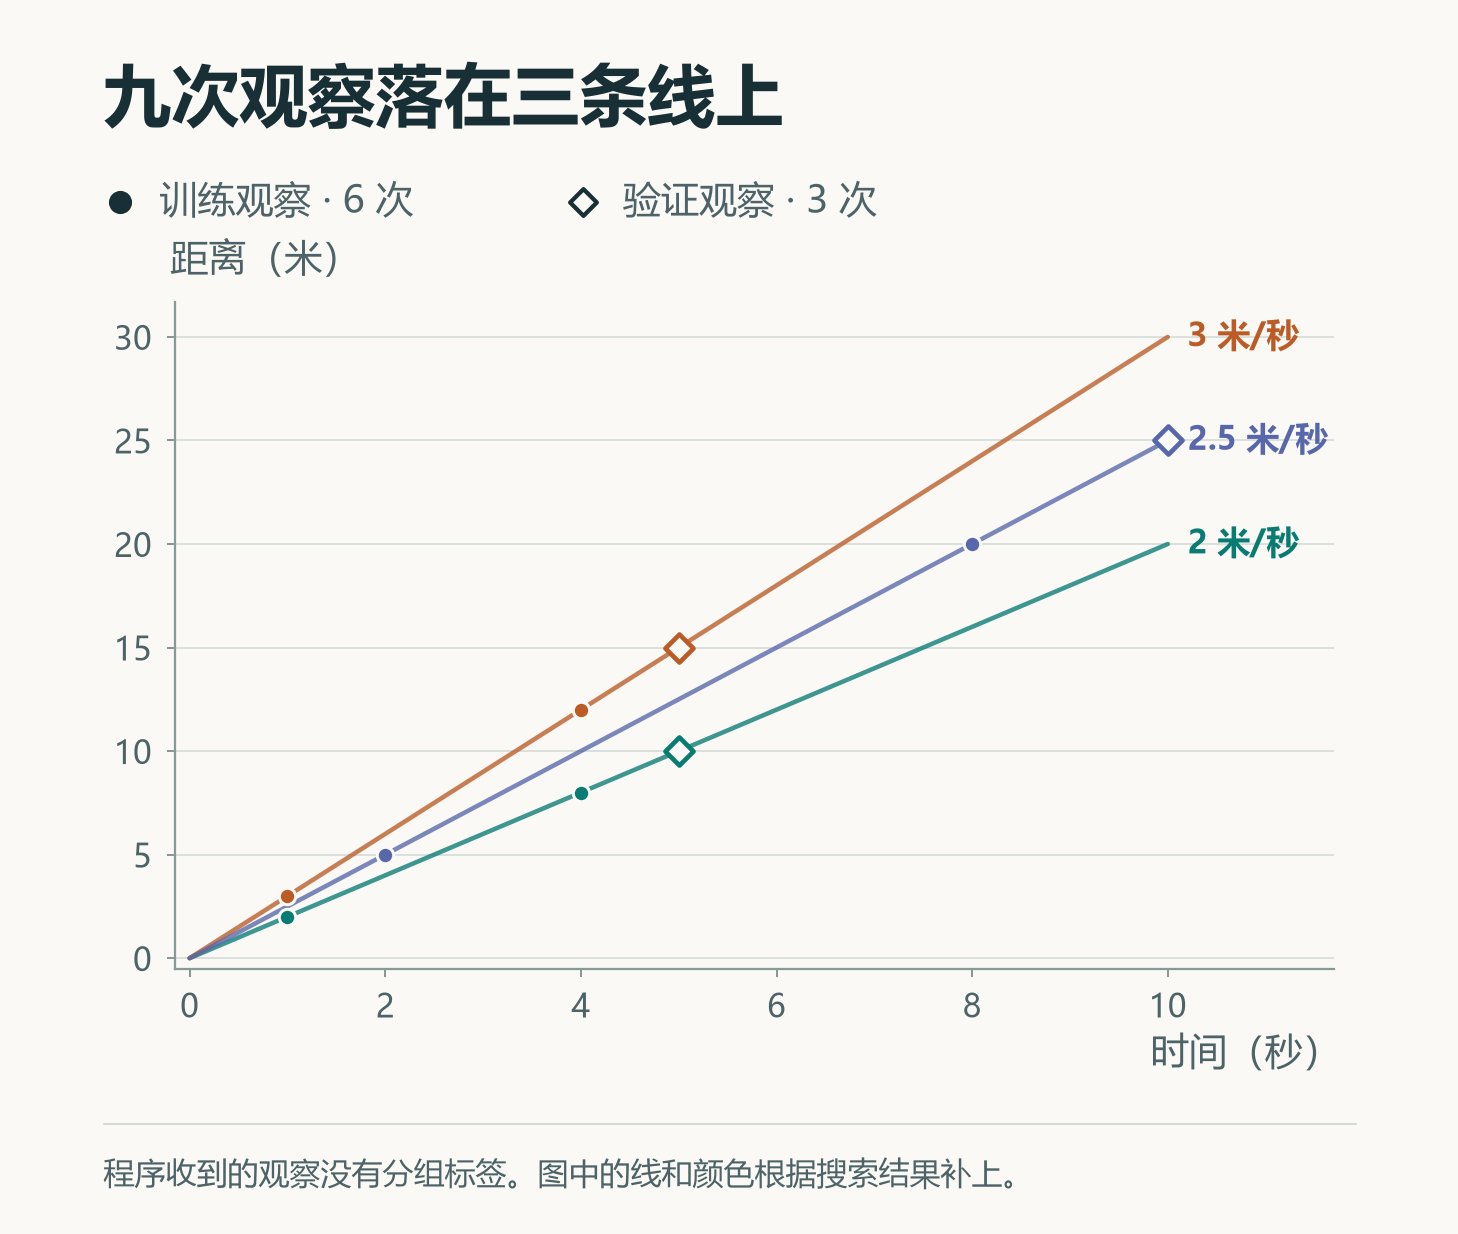 九次观察落在三条线上
训练观察 · 6 次
验证观察 · 3 次
距离（米）
30
25
20
15
10
5
0
3 米/秒
2.5 米/秒
2 米/秒
0 2 4 6 8 10
时间（秒）
程序收到的观察没有分组标签。图中的线和颜色根据搜索结果补上。